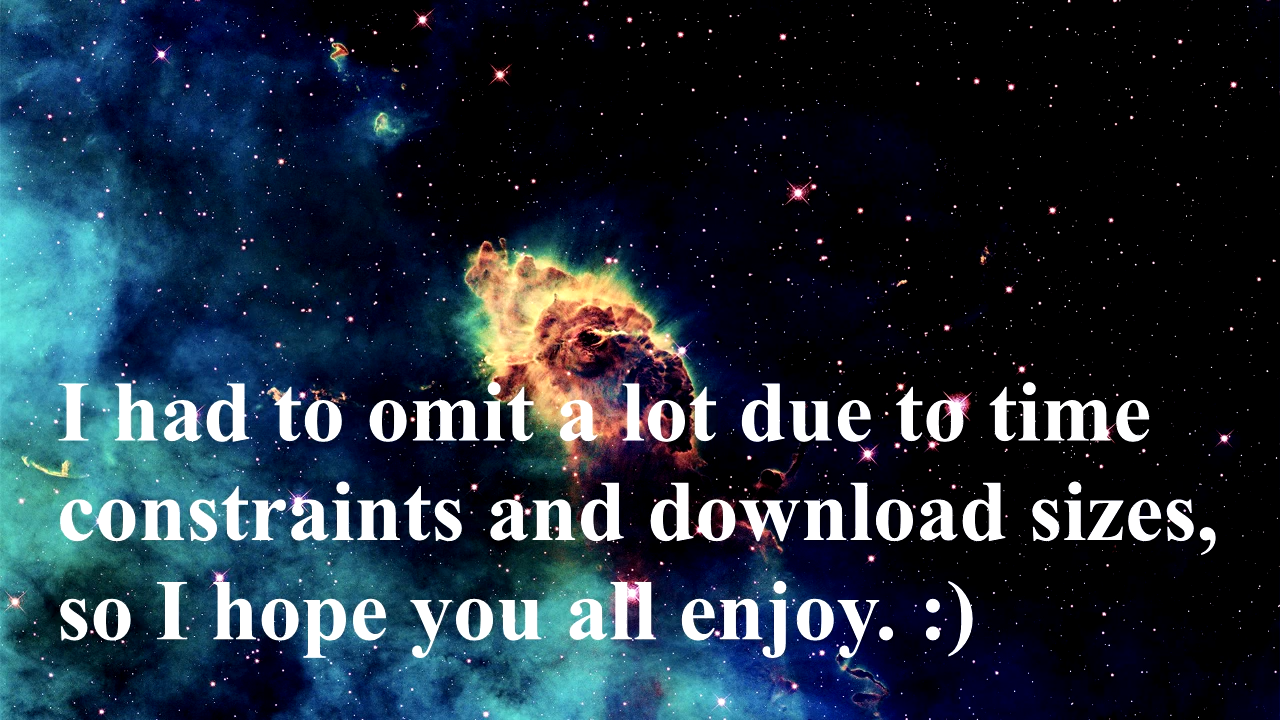 I had to omit a lot due to time
constraints and download sizes,
so I hope you all enjoy. :)